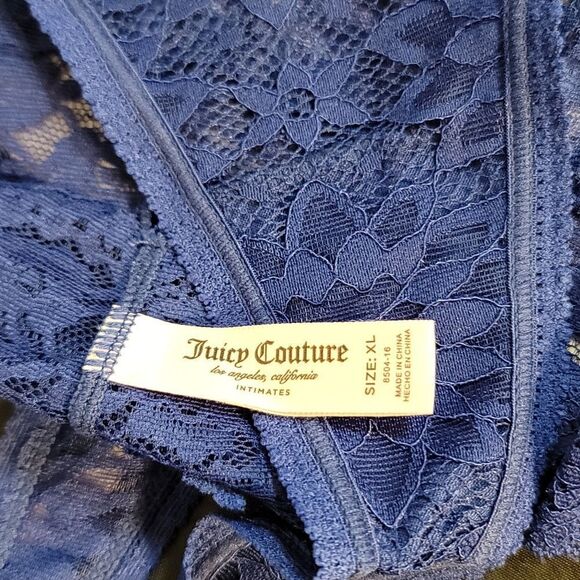 Juicy Couture
los angeles, california
INTIMATES
SIZE: XL
8504-16
MADE IN CHINA
HECHO EN CHINA